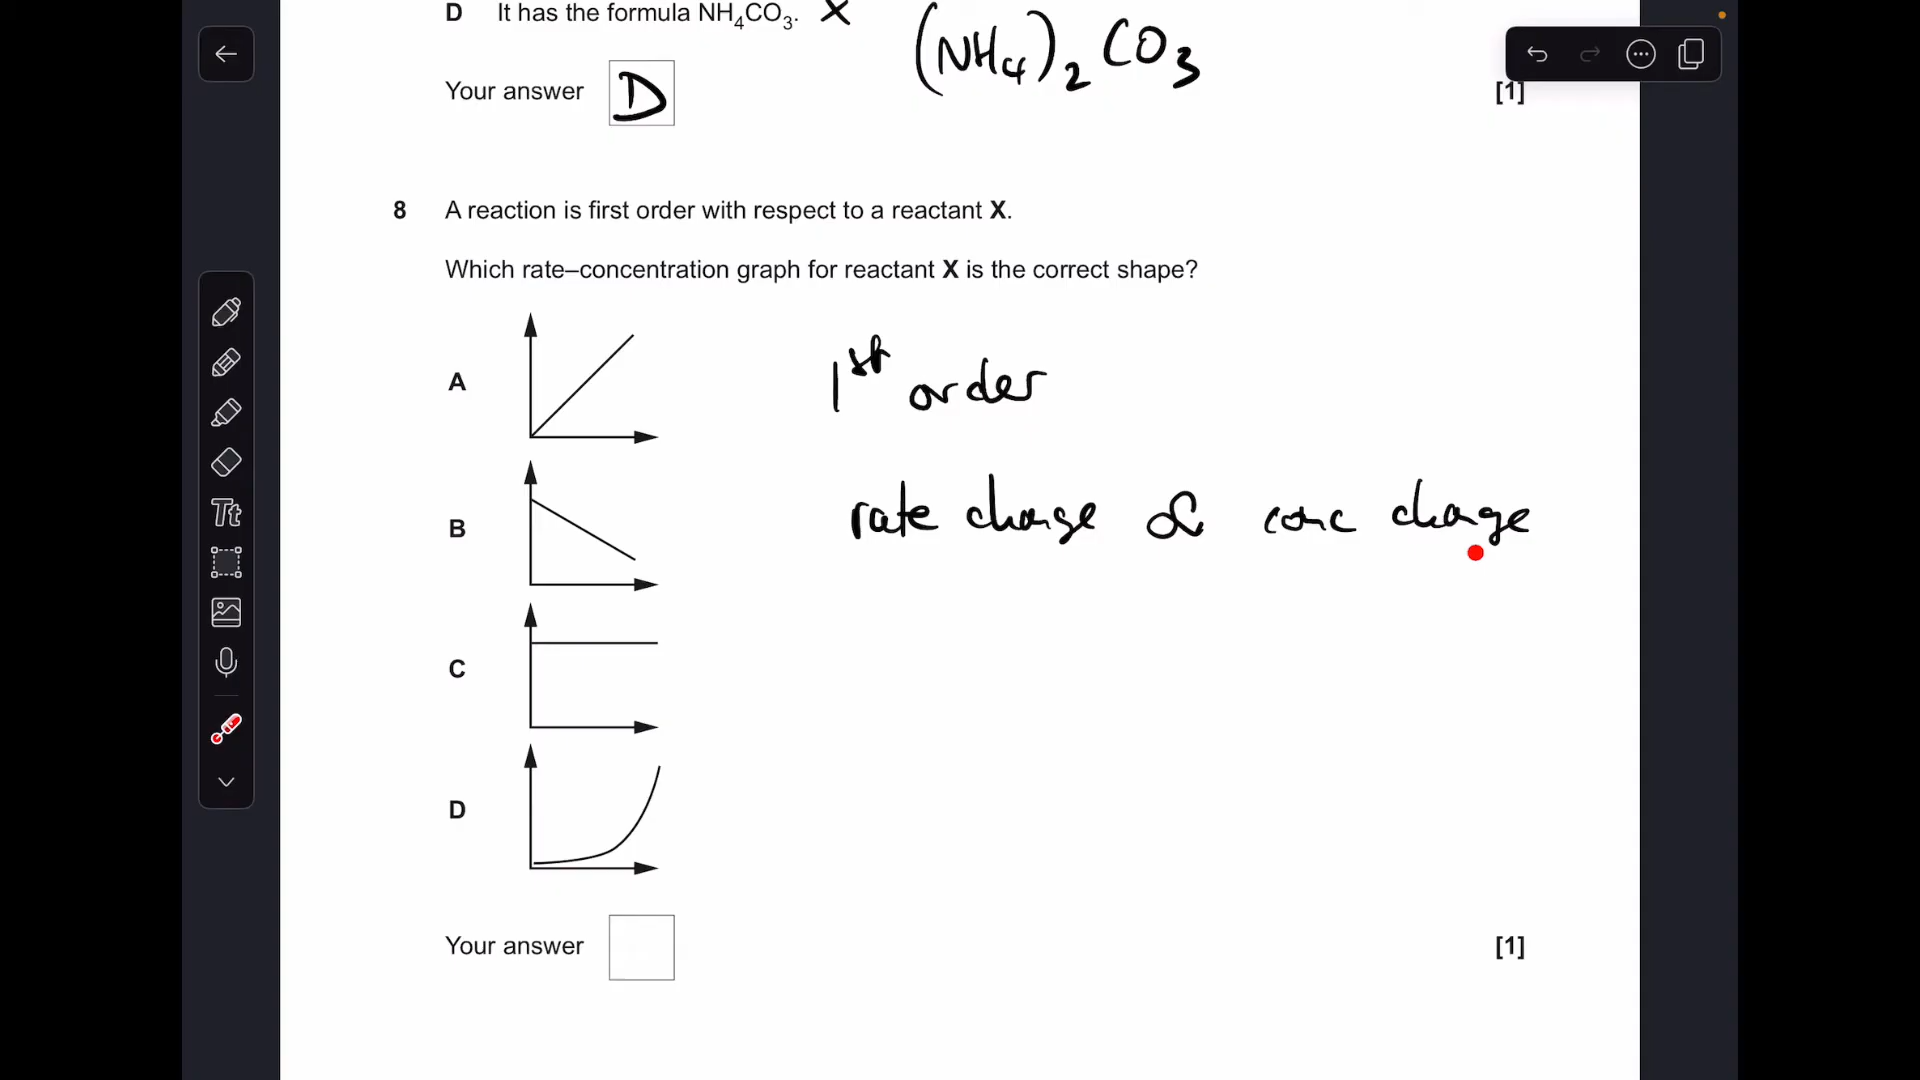 D It has the formula NH₄CO₃. X (NH₄)₂CO₃
Your answer D [1]
8 A reaction is first order with respect to a reactant X.
Which rate–concentration graph for reactant X is the correct shape?
A
1st order
B
rate change ∝ conc change
C
D
Your answer [1]
Tt